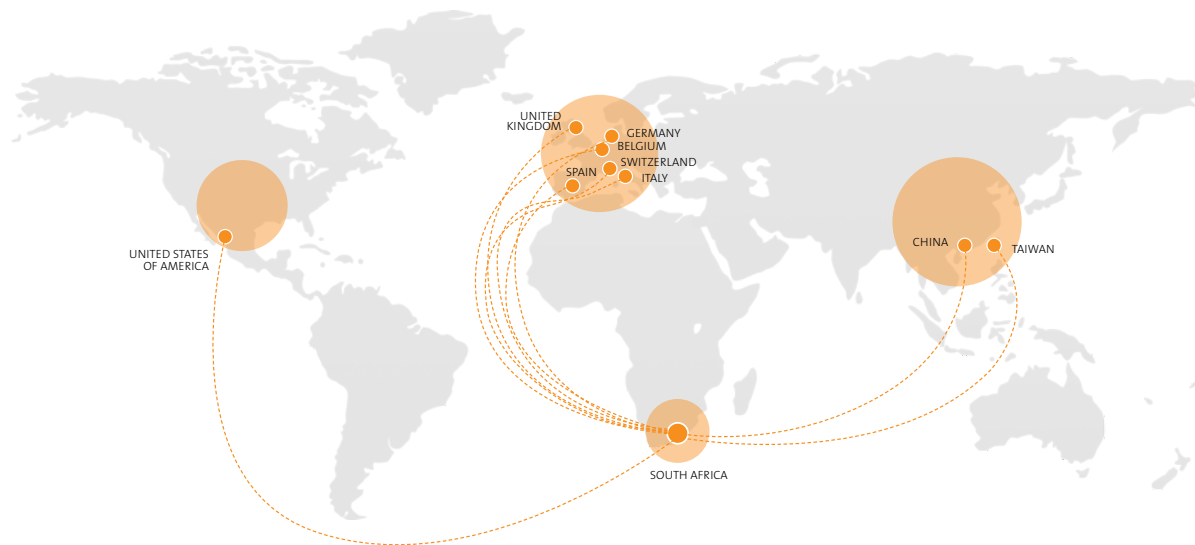 UNITED
KINGDOM
GERMANY
BELGIUM
SWITZERLAND
SPAIN
ITALY
UNITED STATES
OF AMERICA
CHINA
TAIWAN
SOUTH AFRICA